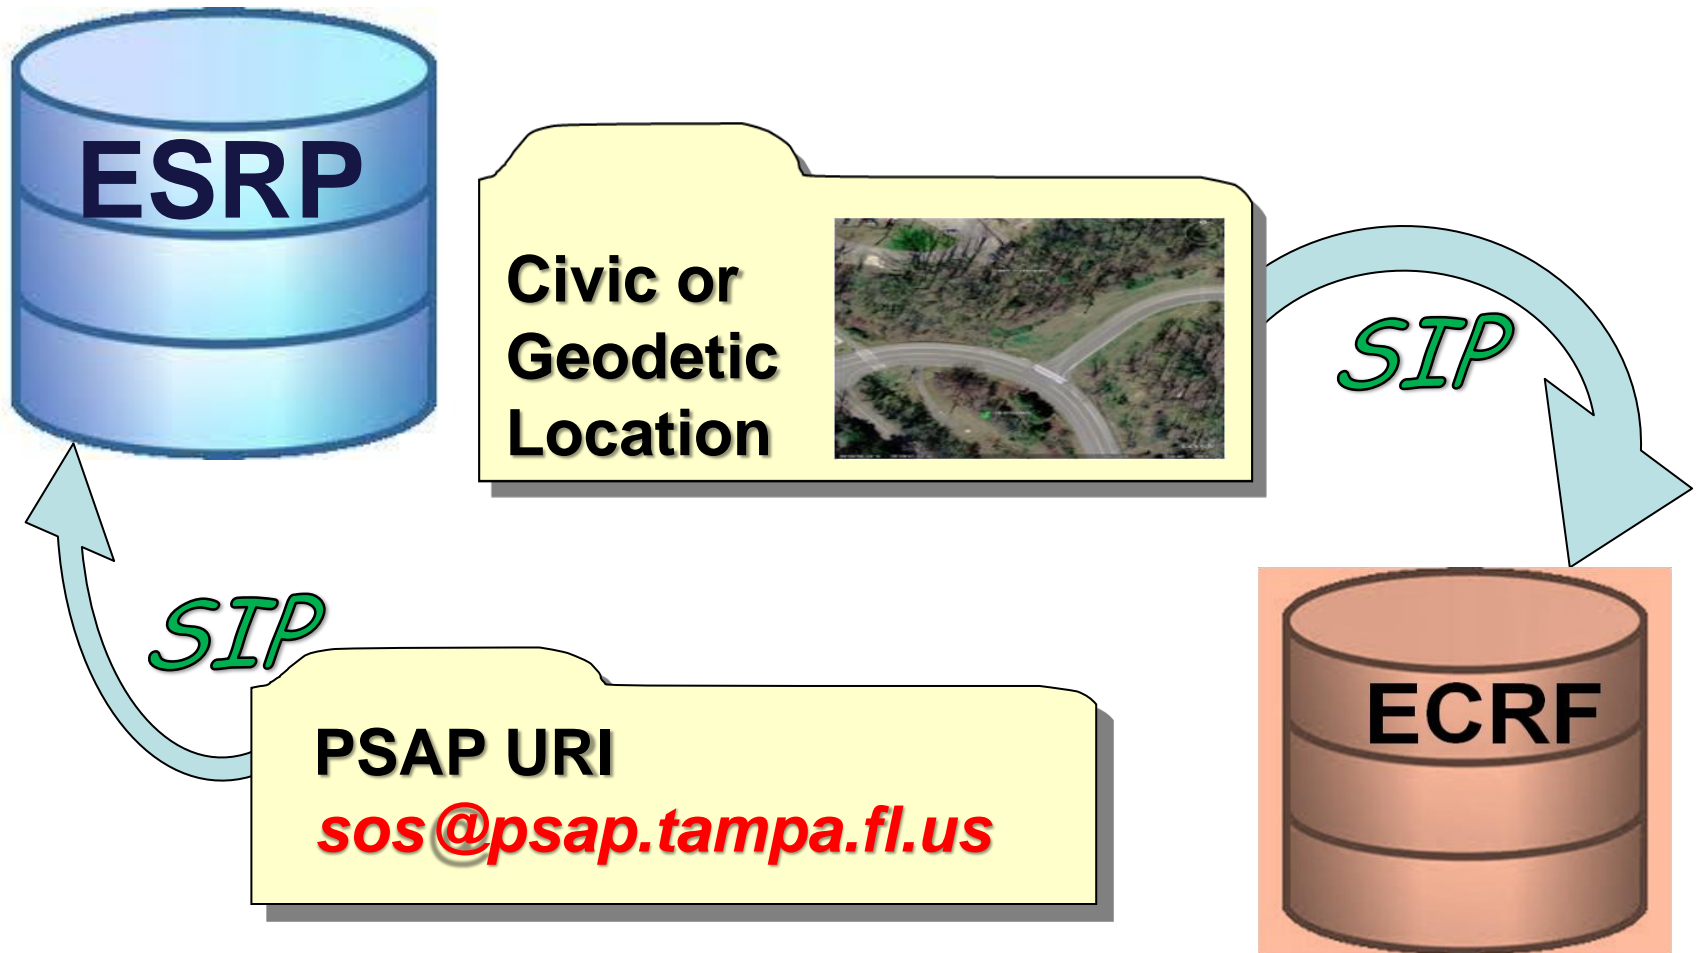 ESRP
Civic or
Geodetic
Location
SIP
SIP
PSAP URI
sos@psap.tampa.fl.us
ECRF